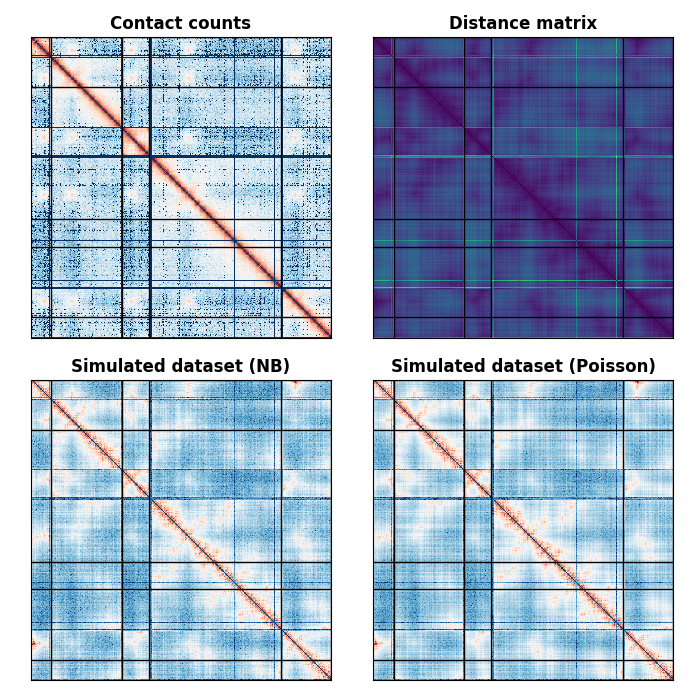 Contact counts
Distance matrix
Simulated dataset (NB)
Simulated dataset (Poisson)